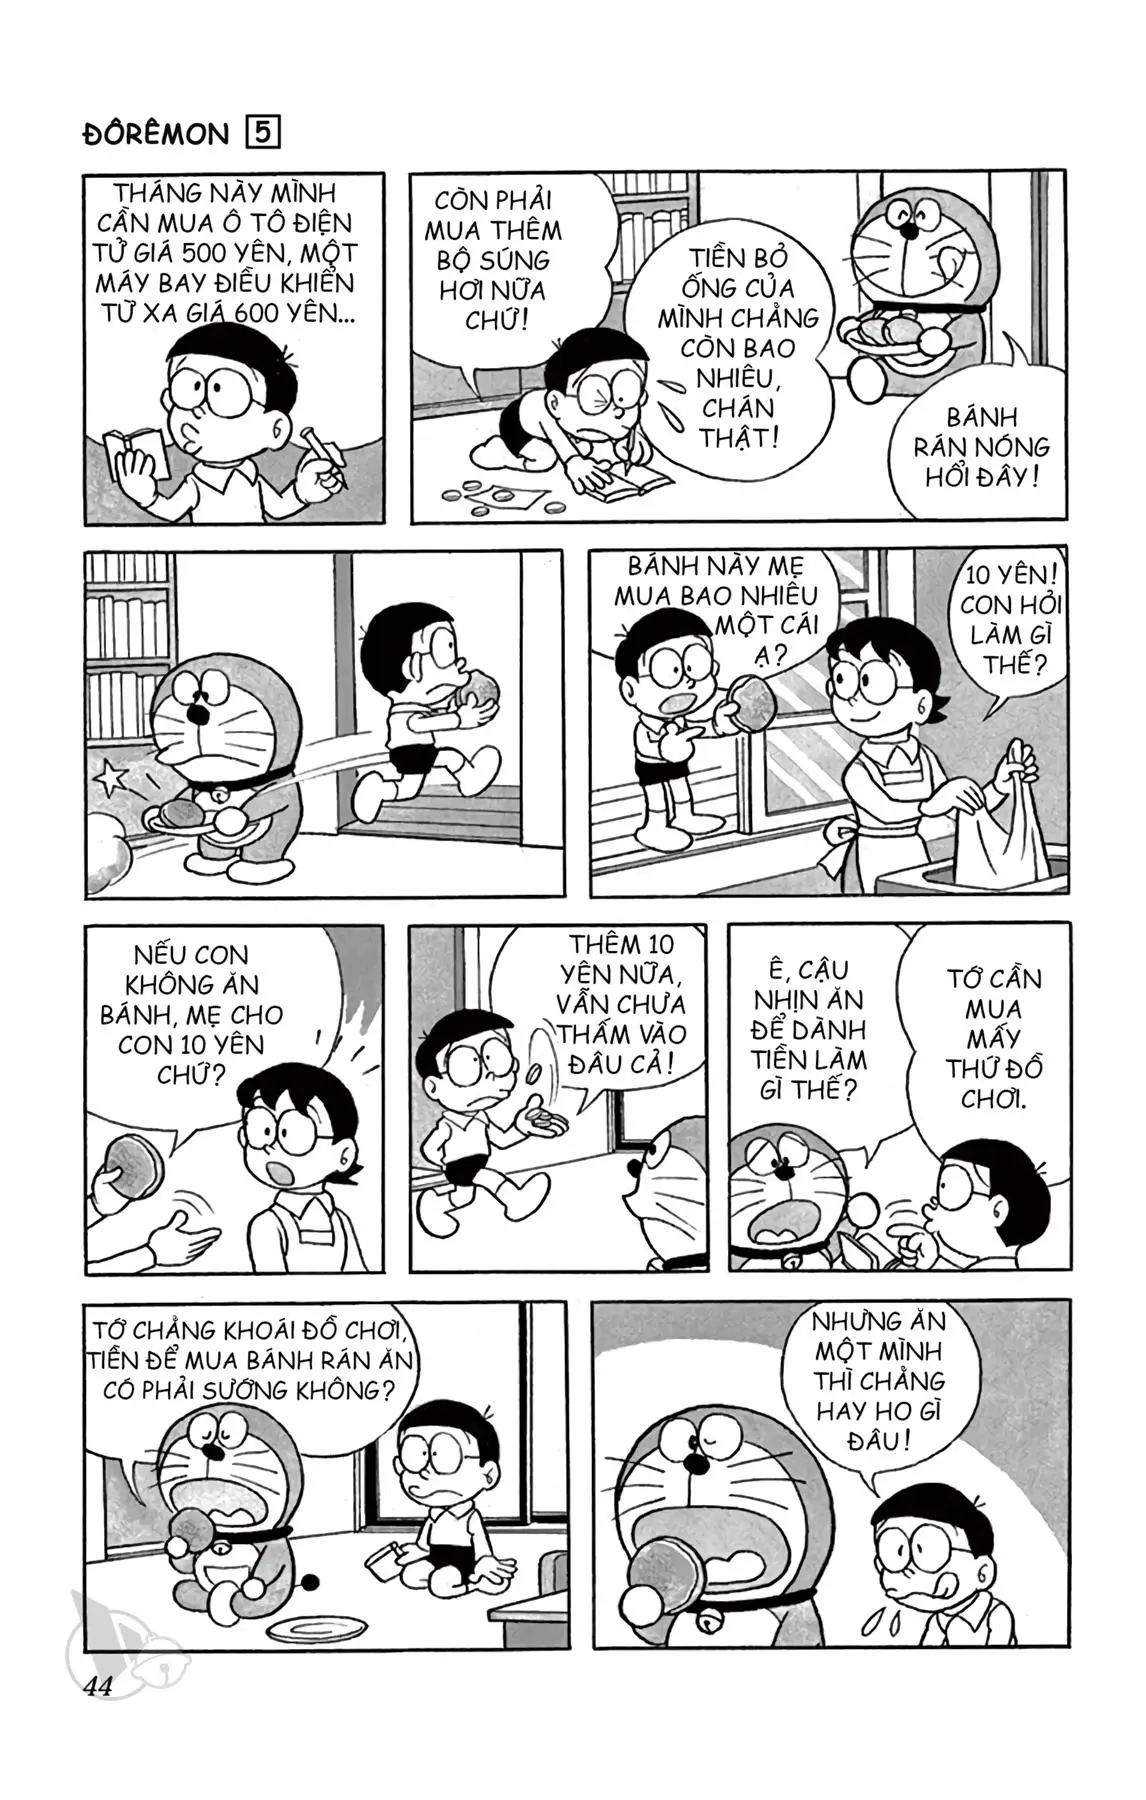 ĐÔRÊMON 5
THÁNG NÀY MÌNH
CẦN MUA Ô TÔ ĐIỆN
TỬ GIÁ 500 YÊN, MỘT
MÁY BAY ĐIỀU KHIỂN
TỪ XA GIÁ 600 YÊN...
CÒN PHẢI
MUA THÊM
BỘ SÚNG
HƠI NỮA
CHỨ!
TIỀN BỎ
ỐNG CỦA
MÌNH CHẲNG
CÒN BAO
NHIÊU,
CHÁN
THẬT!
BÁNH
RÁN NÓNG
HỔI ĐÂY!
BÁNH NÀY MẸ
MUA BAO NHIÊU
MỘT CÁI
Ạ?
10 YÊN!
CON HỎI
LÀM GÌ
THẾ?
NẾU CON
KHÔNG ĂN
BÁNH, MẸ CHO
CON 10 YÊN
CHỨ?
THÊM 10
YÊN NỮA,
VẪN CHƯA
THẤM VÀO
ĐÂU CẢ!
Ê, CẬU
NHỊN ĂN
ĐỂ DÀNH
TIỀN LÀM
GÌ THẾ?
TỚ CẦN
MUA
MẤY
THỨ ĐỒ
CHƠI.
TỚ CHẲNG KHOÁI ĐỒ CHƠI,
TIỀN ĐỂ MUA BÁNH RÁN ĂN
CÓ PHẢI SƯỚNG KHÔNG?
NHƯNG ĂN
MỘT MÌNH
THÌ CHẲNG
HAY HO GÌ
ĐÂU!
44